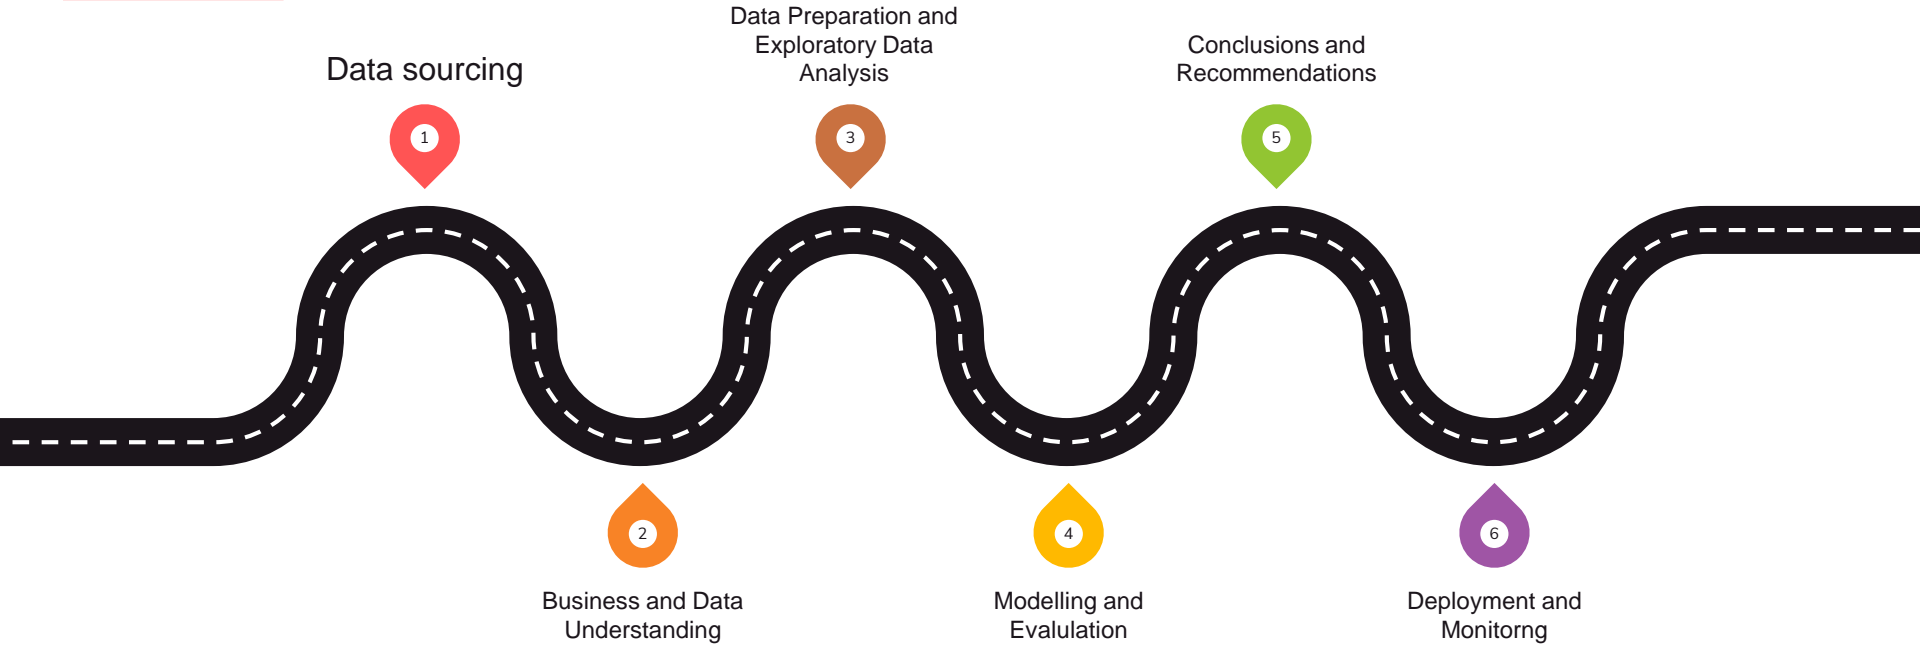 Data sourcing
1
Business and Data
Understanding
2
Data Preparation and
Exploratory Data
Analysis
3
Modelling and
Evalulation
4
Conclusions and
Recommendations
5
Deployment and
Monitorng
6